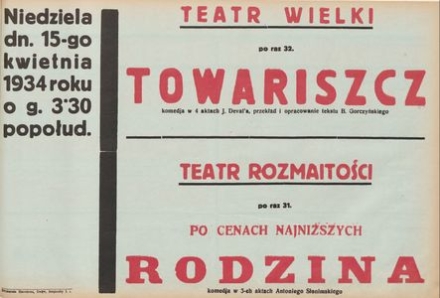 Niedziela
dn. 15-go
kwietnia
1934 roku
o g. 3·30
popołud.
TEATR WIELKI
po raz 32.
TOWARISZCZ
komedja w 4 aktach J. Deval'a, przekład i opracowanie tekstu B. Gorczyńskiego
TEATR ROZMAITOŚCI
po raz 31.
PO CENACH NAJNIŻSZYCH
RODZINA
komedja w 3-ch aktach Antoniego Słonimskiego